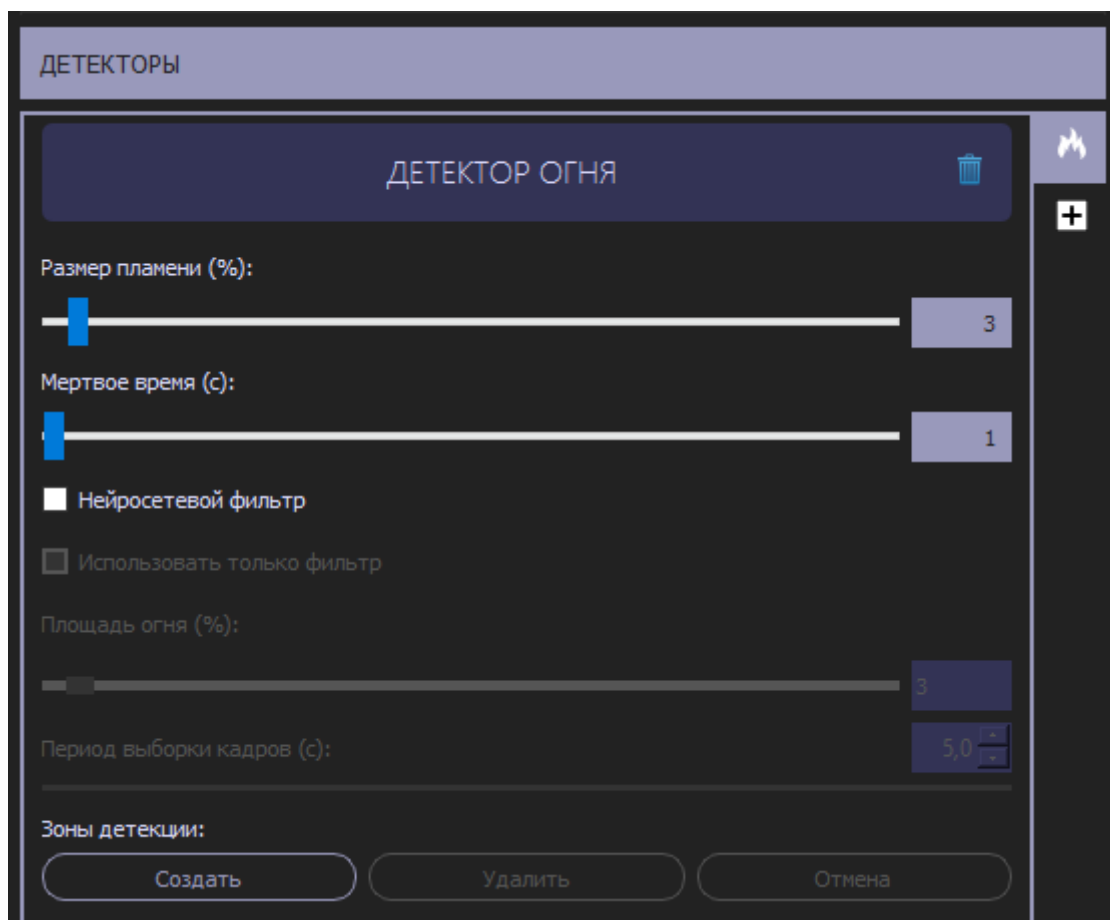 ДЕТЕКТОРЫ
ДЕТЕКТОР ОГНЯ
Размер пламени (%):
3
Мертвое время (с):
1
Нейросетевой фильтр
Использовать только фильтр
Площадь огня (%):
3
Период выборки кадров (с):
5,0
Зоны детекции:
Создать Удалить Отмена